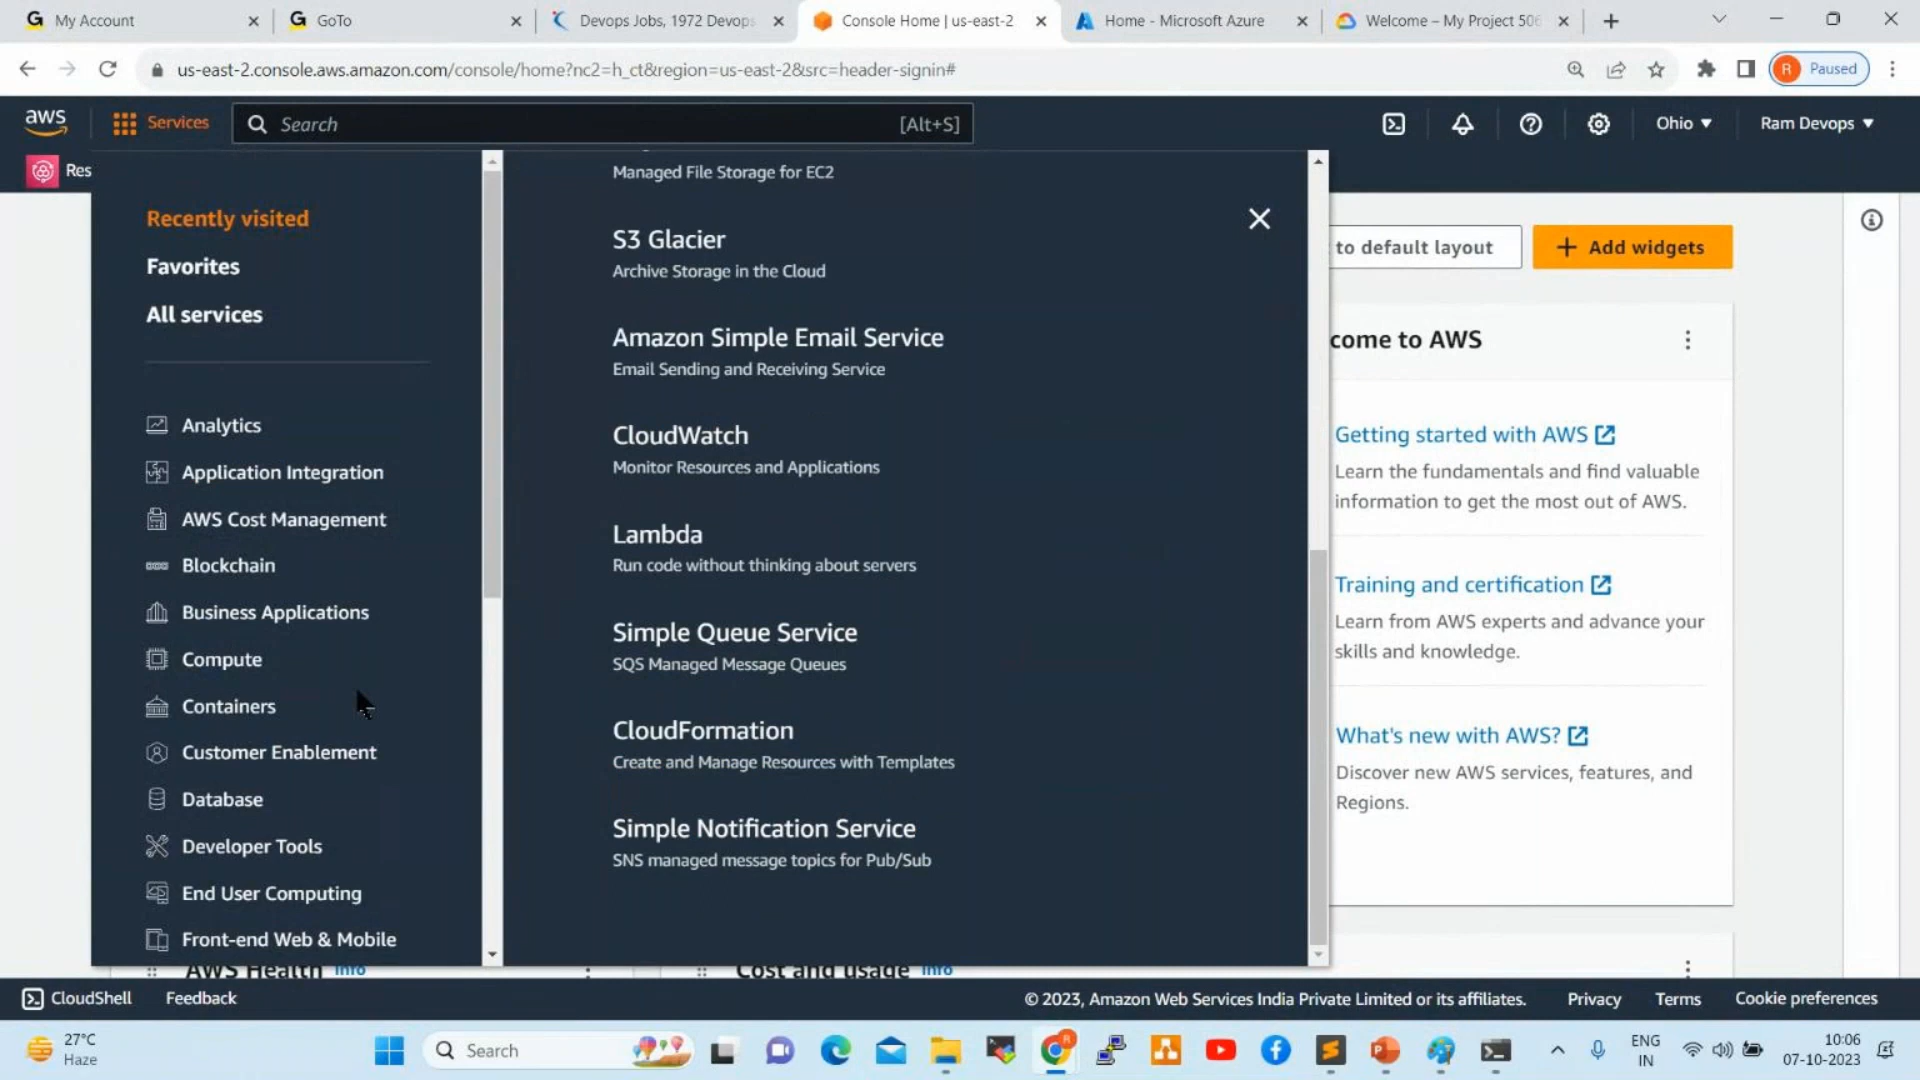 My Account
GoTo
Devops Jobs, 1972 Devops
Console Home | us-east-2
Home - Microsoft Azure
Welcome – My Project 506
us-east-2.console.aws.amazon.com/console/home?nc2=h_ct&region=us-east-2&src=header-signin#
R Paused
aws
Services
Search
[Alt+S]
Ohio
Ram Devops
Res
Recently visited
Favorites
All services
Analytics
Application Integration
AWS Cost Management
Blockchain
Business Applications
Compute
Containers
Customer Enablement
Database
Developer Tools
End User Computing
Front-end Web & Mobile
Managed File Storage for EC2
S3 Glacier
Archive Storage in the Cloud
Amazon Simple Email Service
Email Sending and Receiving Service
CloudWatch
Monitor Resources and Applications
Lambda
Run code without thinking about servers
Simple Queue Service
SQS Managed Message Queues
CloudFormation
Create and Manage Resources with Templates
Simple Notification Service
SNS managed message topics for Pub/Sub
to default layout
+ Add widgets
come to AWS
Getting started with AWS
Learn the fundamentals and find valuable
information to get the most out of AWS.
Training and certification
Learn from AWS experts and advance your
skills and knowledge.
What's new with AWS?
Discover new AWS services, features, and
Regions.
AWS Health Info
Cost and usage Info
CloudShell
Feedback
© 2023, Amazon Web Services India Private Limited or its affiliates.
Privacy
Terms
Cookie preferences
27°C
Haze
Search
ENG
IN
10:06
07-10-2023